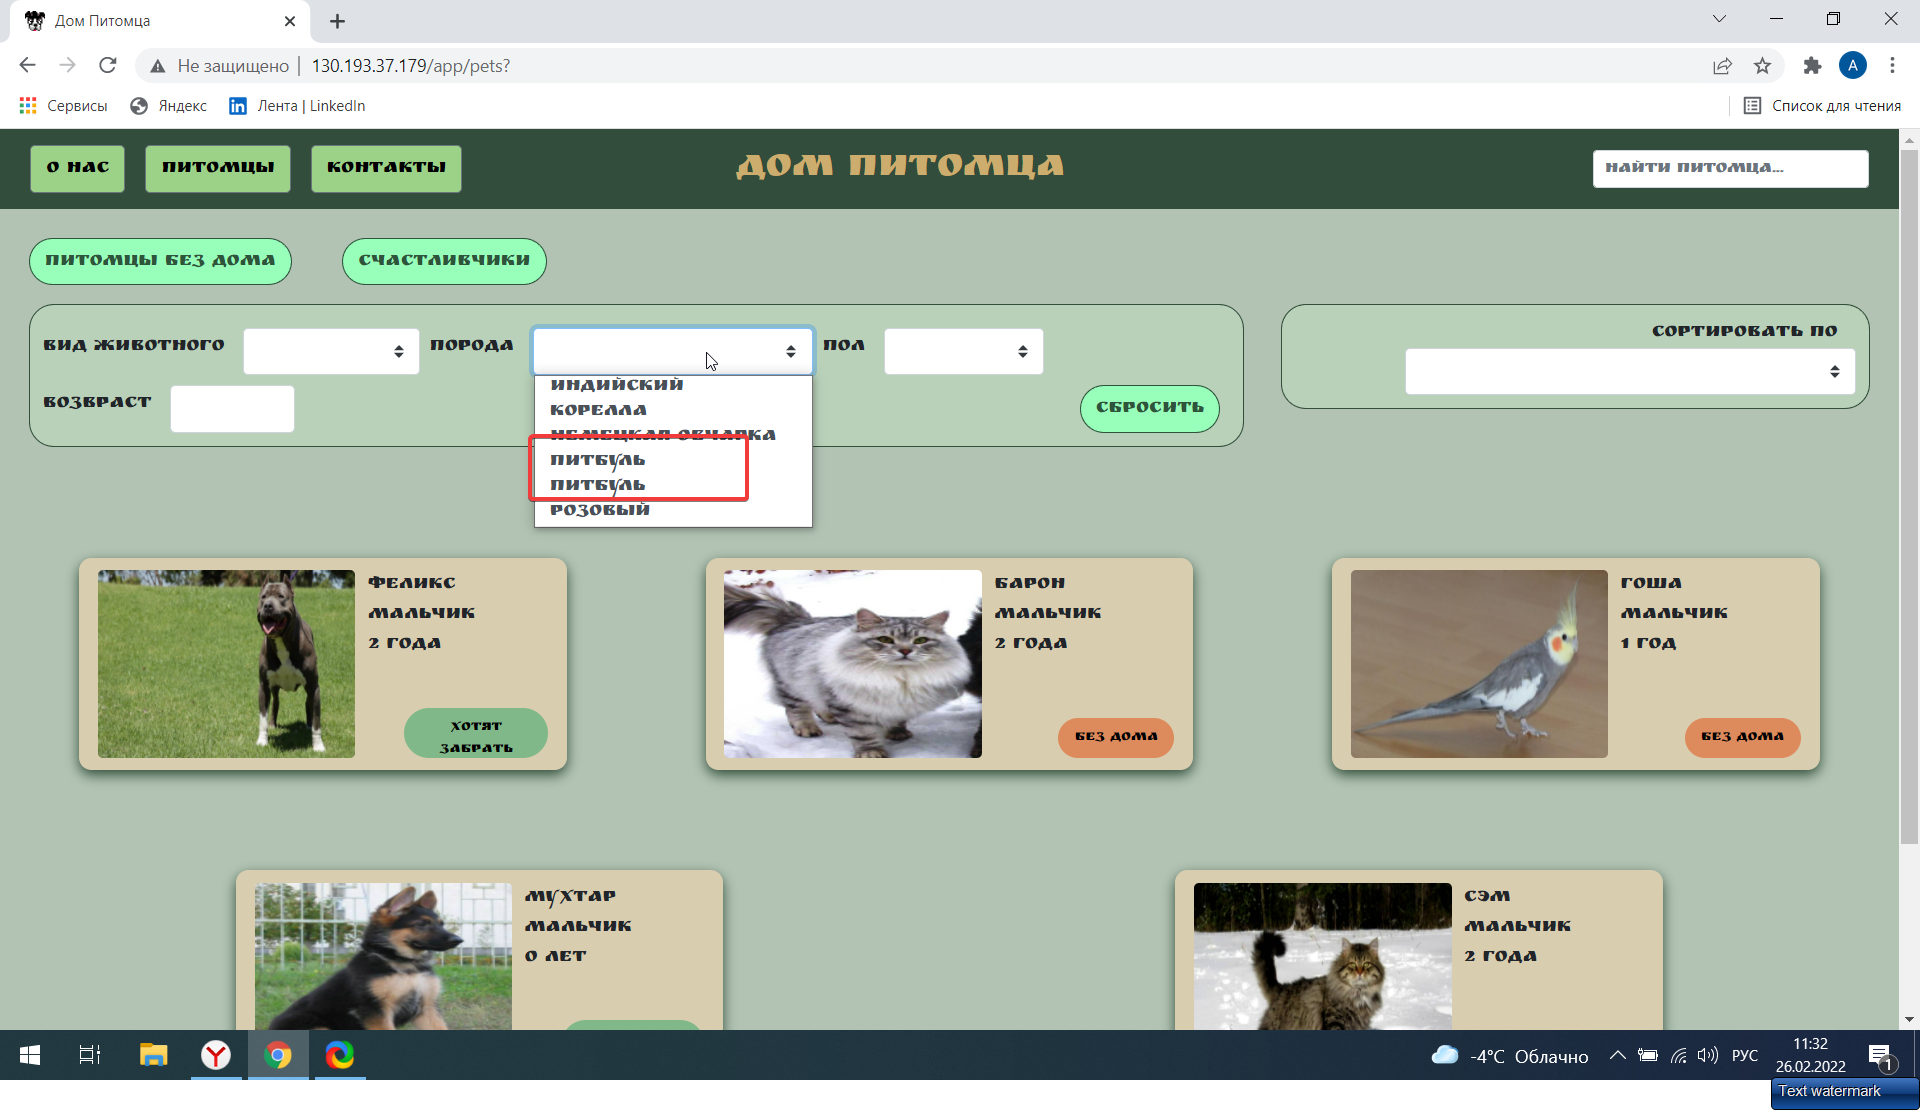 Дом Питомца
Не защищено
130.193.37.179/app/pets?
A
Сервисы
Яндекс
Лента | LinkedIn
Список для чтения
О НАС
ПИТОМЦЫ
КОНТАКТЫ
ДОМ ПИТОМЦА
НАЙТИ ПИТОМЦА...
ПИТОМЦЫ БЕЗ ДОМА
СЧАСТЛИВЧИКИ
ВИД ЖИВОТНОГО
ПОРОДА
ПОЛ
ВОЗВРАСТ
СБРОСИТЬ
СОРТИРОВАТЬ ПО
ИНДИЙСКИЙ
КОРЕЛЛА
НЕМЕЦКАЯ ОВЧАРКА
ПИТБУЛЬ
ПИТБУЛЬ
РОЗОВЫЙ
ФЕЛИКС
МАЛЬЧИК
2 ГОДА
ХОТЯТ
ЗАБРАТЬ
БАРОН
МАЛЬЧИК
2 ГОДА
БЕЗ ДОМА
ГОША
МАЛЬЧИК
1 ГОД
БЕЗ ДОМА
МУХТАР
МАЛЬЧИК
0 ЛЕТ
СЭМ
МАЛЬЧИК
2 ГОДА
-4°C Облачно
РУС
11:32
26.02.2022
1
Text watermark